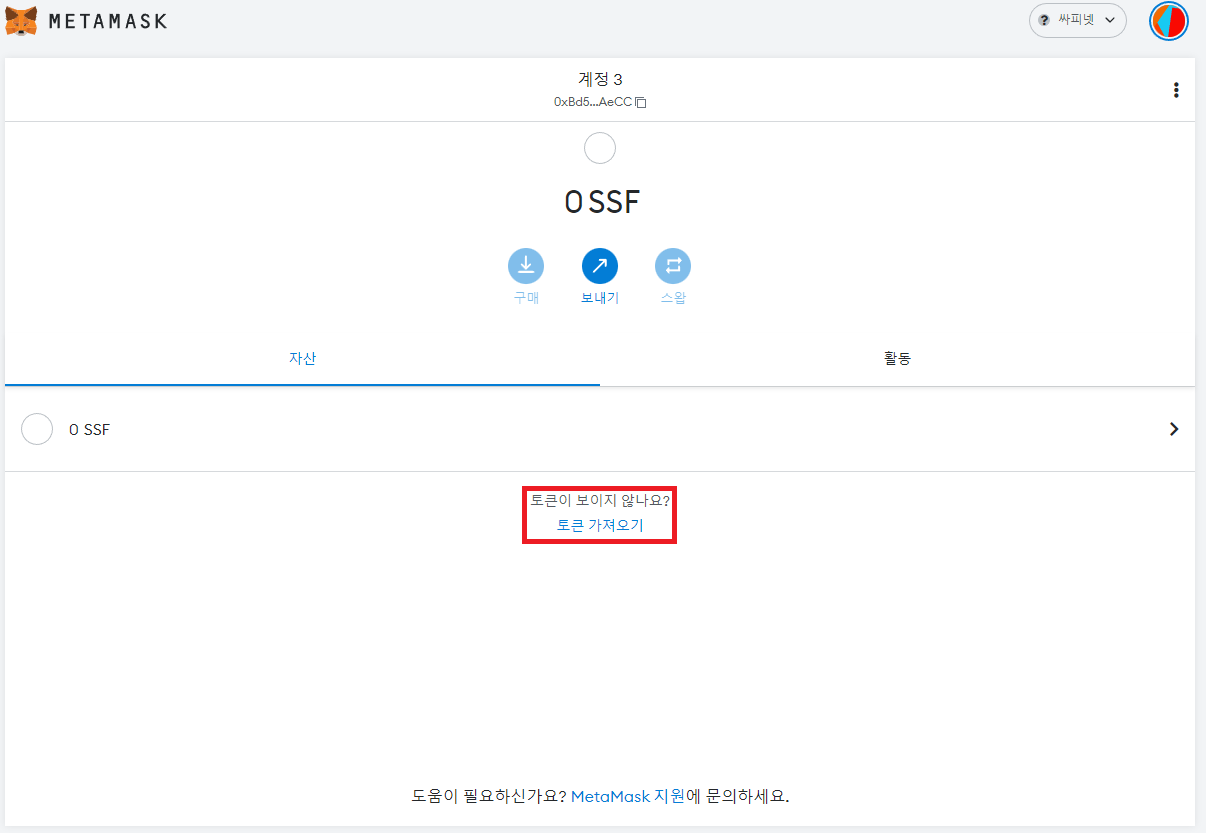 METAMASK
? 싸피넷
계정 3
0xBd5...AeCC
0 SSF
구매 보내기 스왑
자산 활동
0 SSF
토큰이 보이지 않나요?
토큰 가져오기
도움이 필요하신가요? MetaMask 지원에 문의하세요.